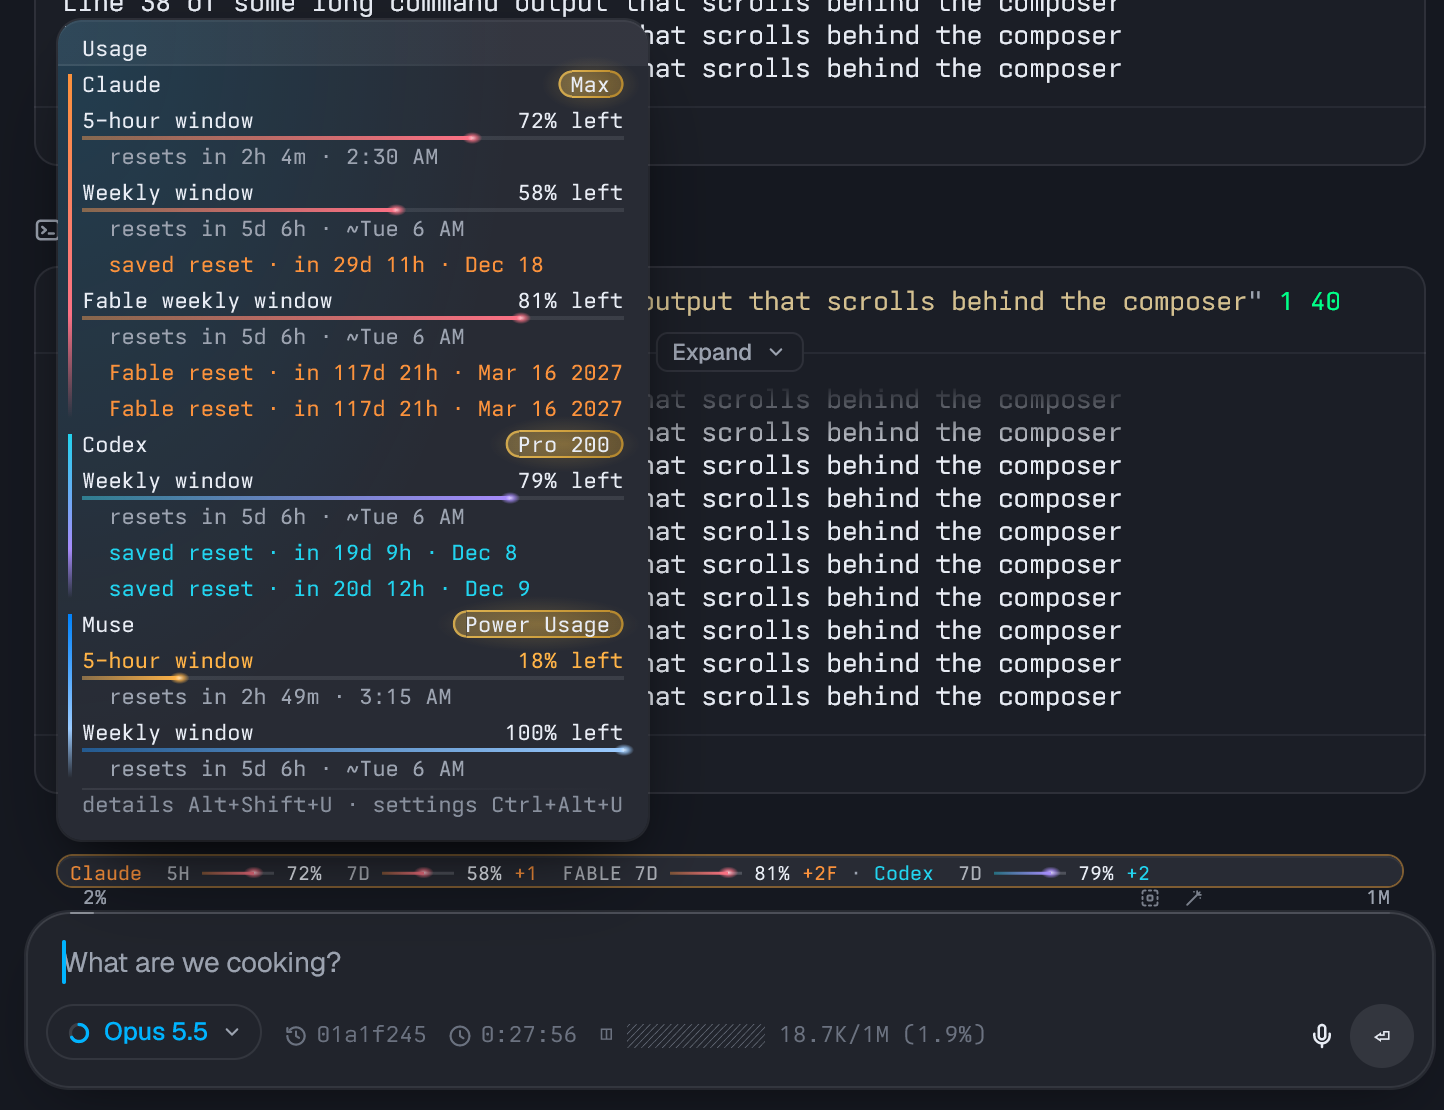 Line 38 of some long command output that scrolls behind the composer
hat scrolls behind the composer
hat scrolls behind the composer
Usage
Claude Max
5-hour window 72% left
resets in 2h 4m · 2:30 AM
Weekly window 58% left
resets in 5d 6h · ~Tue 6 AM
saved reset · in 29d 11h · Dec 18
Fable weekly window 81% left
resets in 5d 6h · ~Tue 6 AM
Fable reset · in 117d 21h · Mar 16 2027
Fable reset · in 117d 21h · Mar 16 2027
Codex Pro 200
Weekly window 79% left
resets in 5d 6h · ~Tue 6 AM
saved reset · in 19d 9h · Dec 8
saved reset · in 20d 12h · Dec 9
Muse Power Usage
5-hour window 18% left
resets in 2h 49m · 3:15 AM
Weekly window 100% left
resets in 5d 6h · ~Tue 6 AM
details Alt+Shift+U · settings Ctrl+Alt+U
output that scrolls behind the composer" 1 40
Expand
hat scrolls behind the composer
hat scrolls behind the composer
hat scrolls behind the composer
hat scrolls behind the composer
hat scrolls behind the composer
hat scrolls behind the composer
hat scrolls behind the composer
hat scrolls behind the composer
hat scrolls behind the composer
hat scrolls behind the composer
Claude 5H 72% 7D 58% +1 FABLE 7D 81% +2F · Codex 7D 79% +2
2% 1M
What are we cooking?
Opus 5.5 01a1f245 0:27:56 18.7K/1M (1.9%)